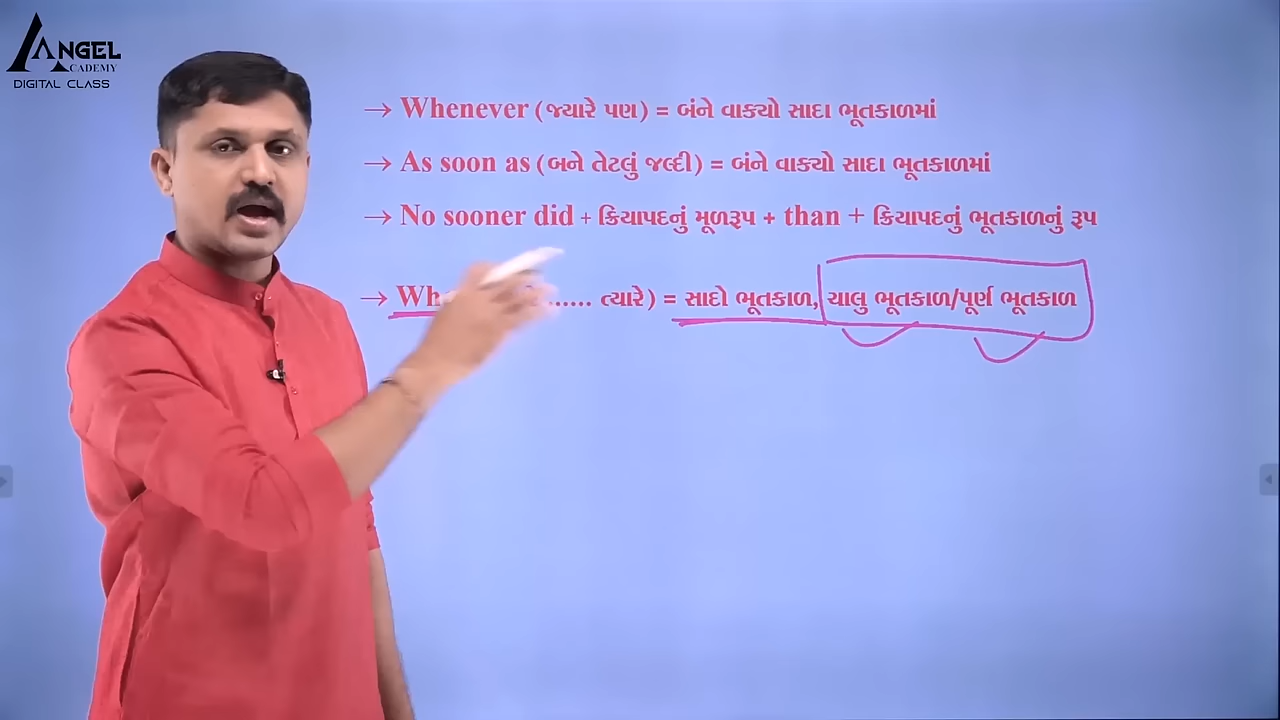 ANGEL
ACADEMY
DIGITAL CLASS
→ Whenever (જ્યારે પણ) = બંને વાક્યો સાદા ભૂતકાળમાં
→ As soon as (બને તેટલું જલ્દી) = બંને વાક્યો સાદા ભૂતકાળમાં
→ No sooner did + ક્રિયાપદનું મૂળરૂપ + than + ક્રિયાપદનું ભૂતકાળનું રૂપ
→ ...... ત્યારે) = સાદો ભૂતકાળ, ચાલુ ભૂતકાળ/પૂર્ણ ભૂતકાળ